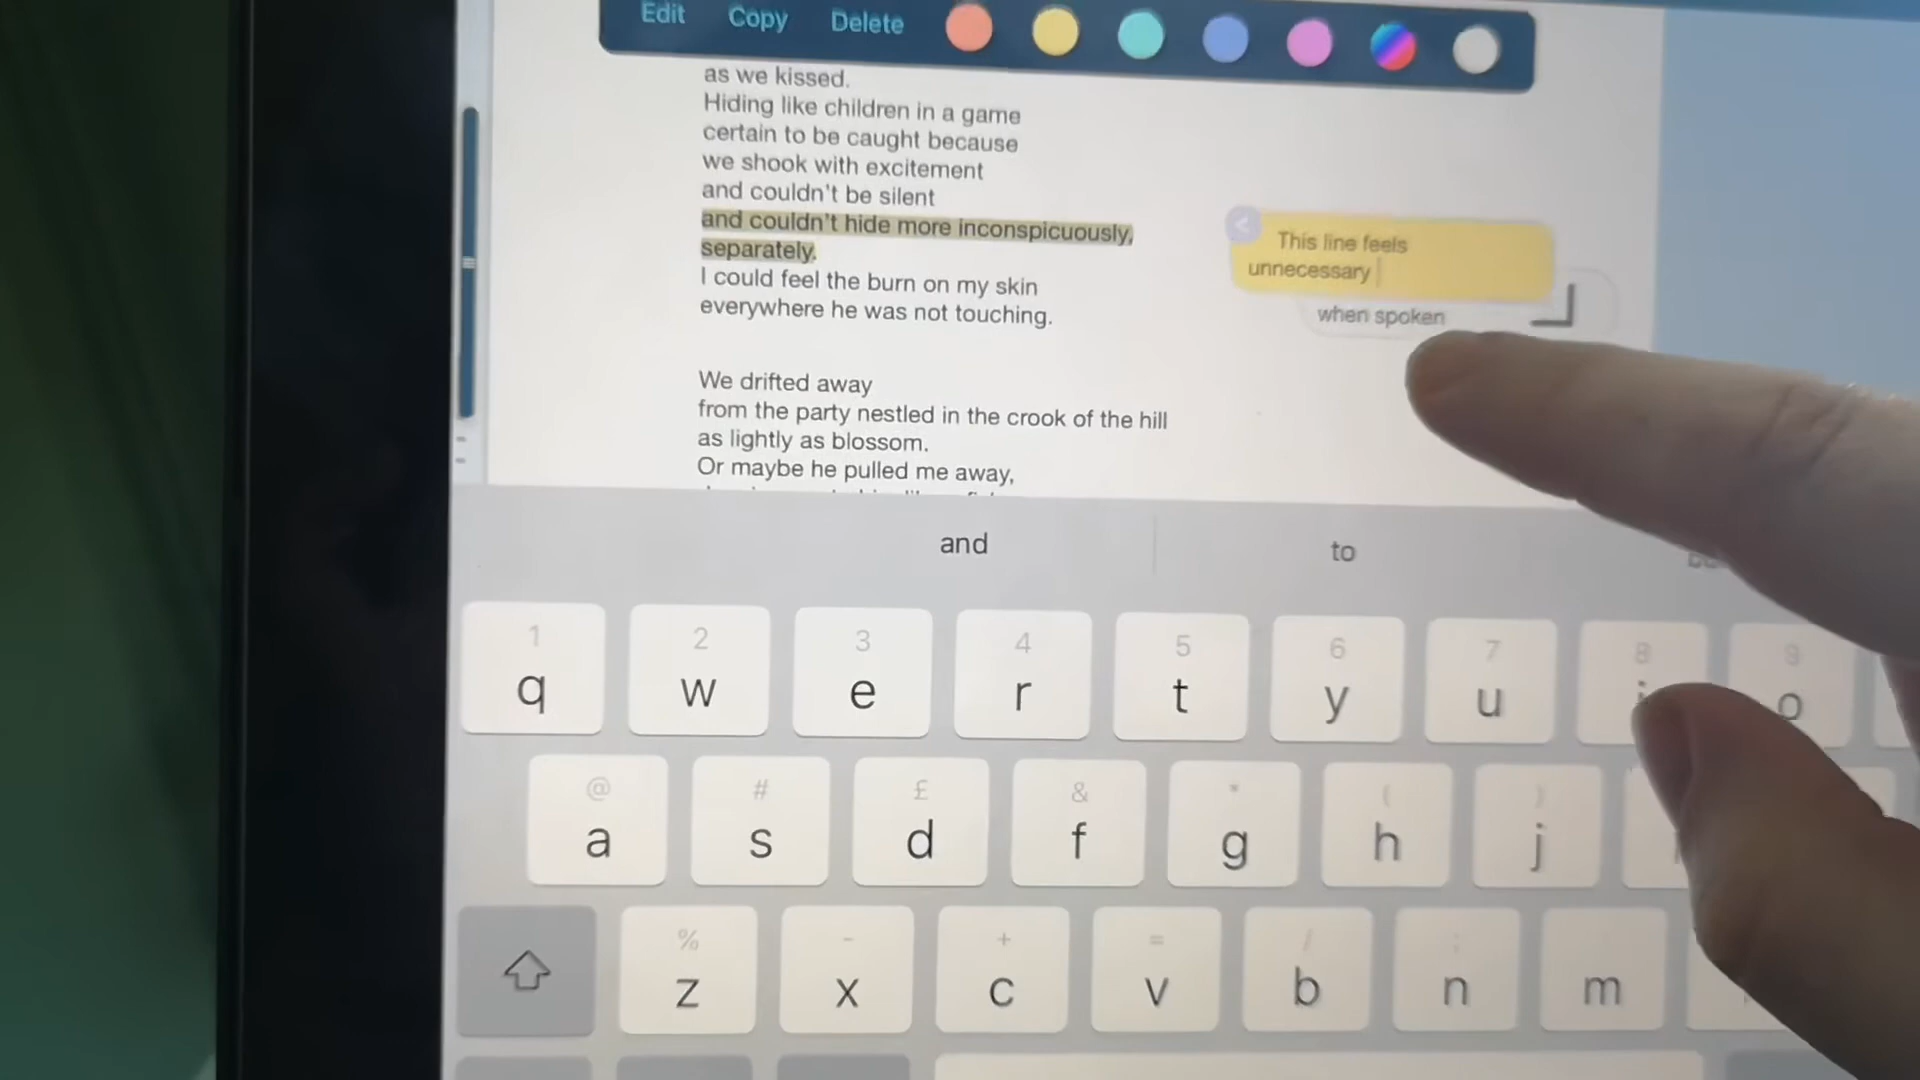 Edit Copy Delete
as we kissed.
Hiding like children in a game
certain to be caught because
we shook with excitement
and couldn't be silent
and couldn't hide more inconspicuously,
separately.
I could feel the burn on my skin
everywhere he was not touching.
We drifted away
from the party nestled in the crook of the hill
as lightly as blossom.
Or maybe he pulled me away,
<
This line feels
unnecessary
when spoken
and to
1 2 3 4 5 6 7 8 9
q w e r t y u i o
@ # £ & * ( )
a s d f g h j
% - + = / ;
z x c v b n m